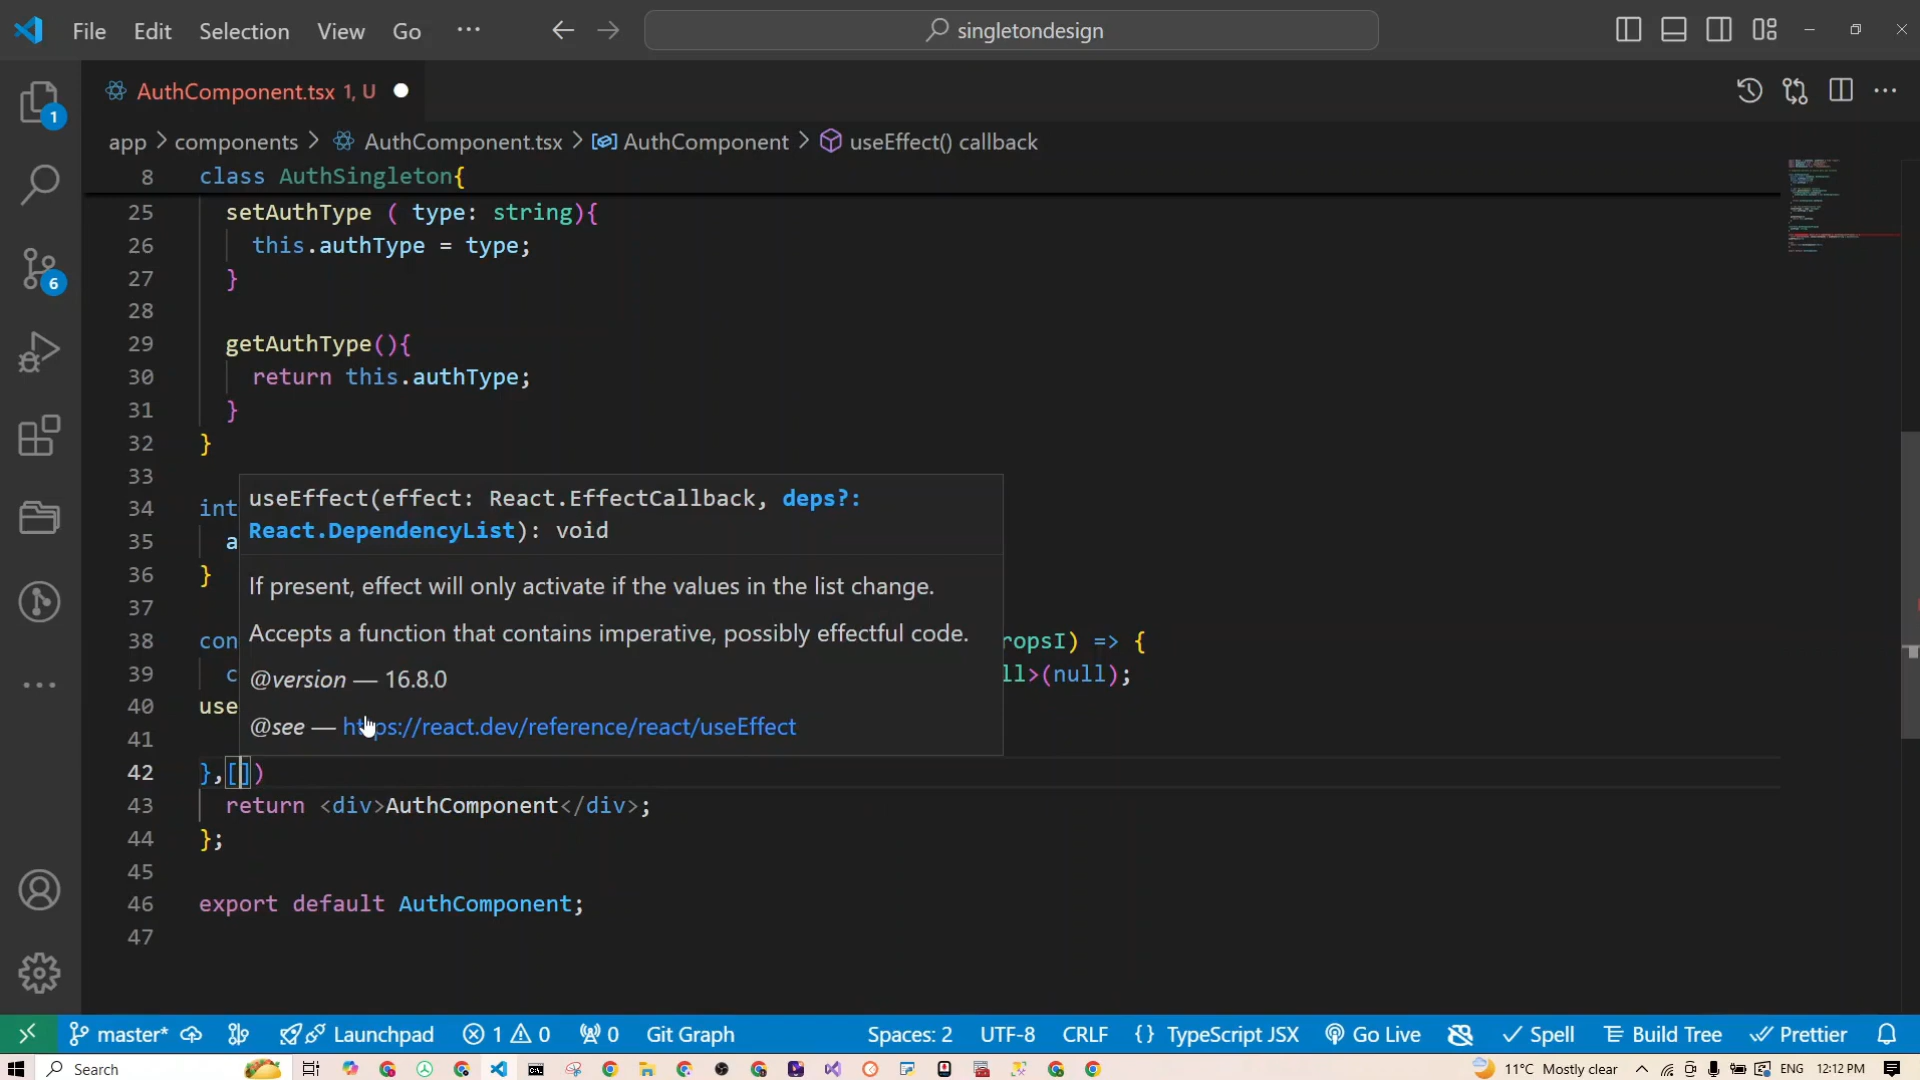 File Edit Selection View Go ··· singletondesign
AuthComponent.tsx 1, U
app > components > AuthComponent.tsx > AuthComponent > useEffect() callback
8 class AuthSingleton{
25 setAuthType ( type: string){
26 this.authType = type;
27 }
28
29 getAuthType(){
30 return this.authType;
31 }
32 }
33
34 int
35 a
36 }
37
38 con ropsI) => {
39 c ll>(null);
40 use
41
42 },[])
43 return <div>AuthComponent</div>;
44 };
45
46 export default AuthComponent;
47
useEffect(effect: React.EffectCallback, deps?:
React.DependencyList): void
If present, effect will only activate if the values in the list change.
Accepts a function that contains imperative, possibly effectful code.
@version — 16.8.0
@see — https://react.dev/reference/react/useEffect
1
6
master* Launchpad 1 0 0 Git Graph Spaces: 2 UTF-8 CRLF {} TypeScript JSX Go Live Spell Build Tree Prettier
Search 11°C Mostly clear ENG 12:12 PM